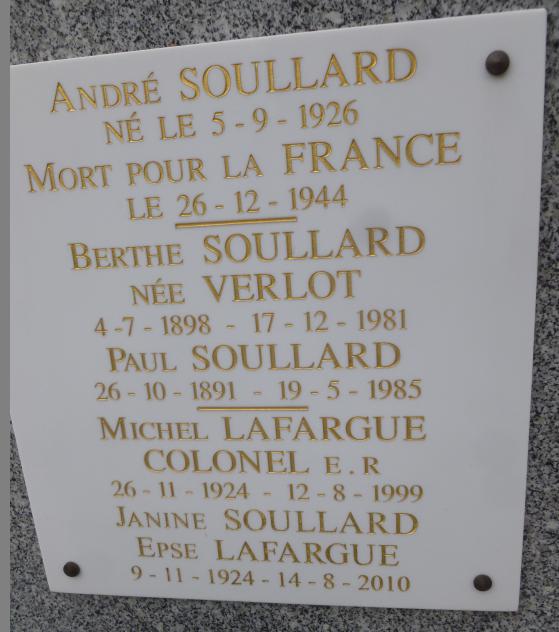 ANDRÉ SOULLARD
NÉ LE 5-9-1926
MORT POUR LA FRANCE
LE 26-12-1944
BERTHE SOULLARD
NÉE VERLOT
4-7-1898 - 17-12-1981
PAUL SOULLARD
26-10-1891 - 19-5-1985
MICHEL LAFARGUE
COLONEL E.R
26-11-1924 - 12-8-1999
JANINE SOULLARD
EPSE LAFARGUE
9-11-1924-14-8-2010